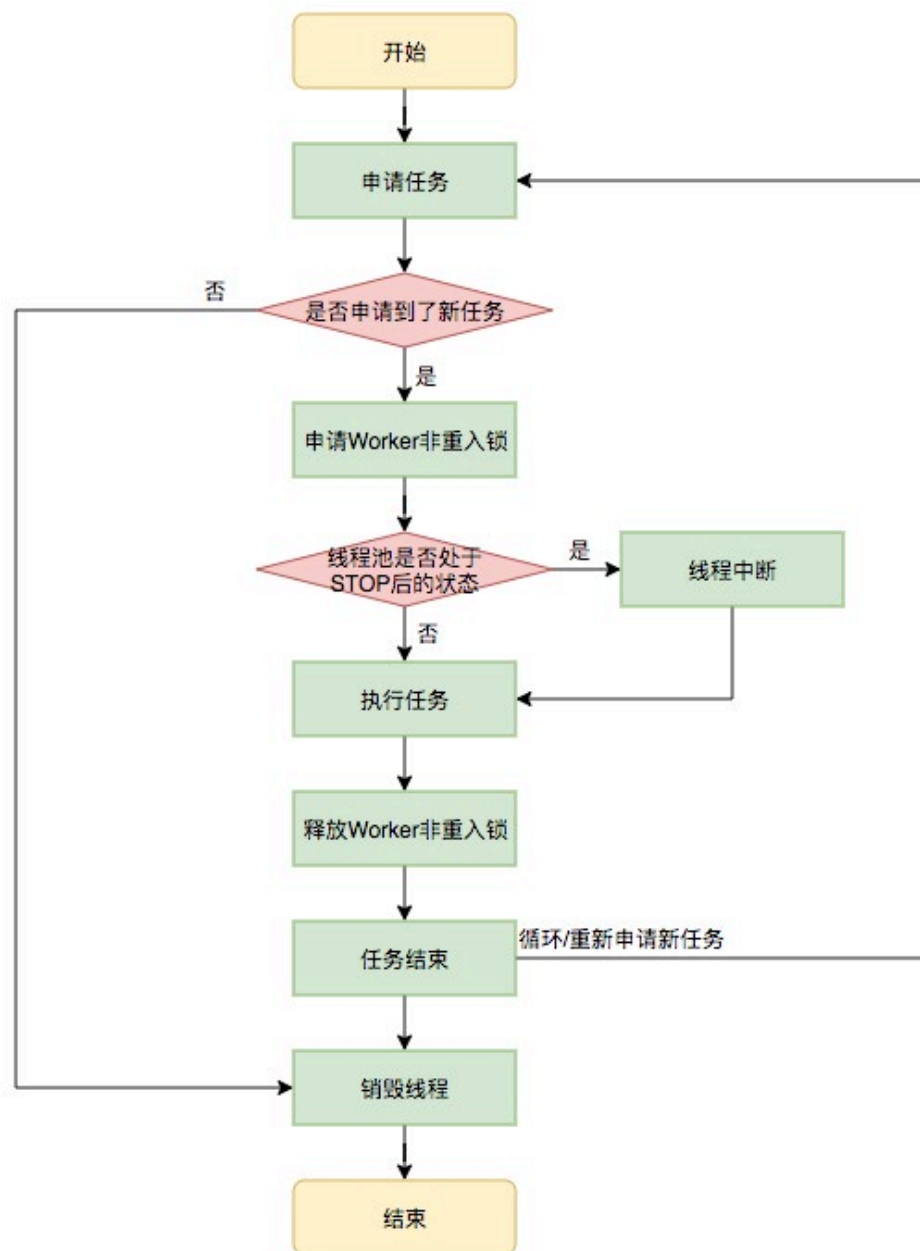 开始
申请任务
否
是否申请到了新任务
是
申请Worker非重入锁
线程池是否处于
STOP后的状态
是
线程中断
否
执行任务
释放Worker非重入锁
任务结束
循环/重新申请新任务
销毁线程
结束